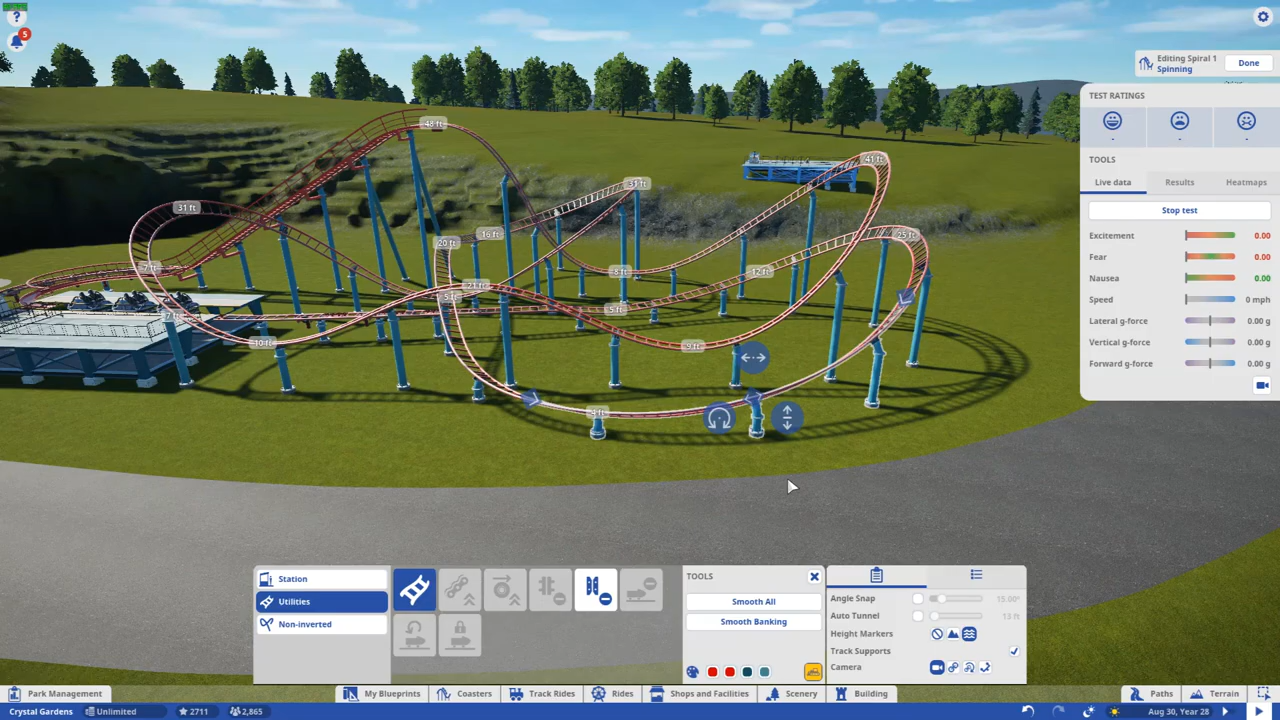 ?
5
Editing Spiral 1
Spinning
Done
TEST RATINGS
- - -
TOOLS
Live data Results Heatmaps
Stop test
Excitement 0.00
Fear 0.00
Nausea 0.00
Speed 0 mph
Lateral g-force 0.00 g
Vertical g-force 0.00 g
Forward g-force 0.00 g
48 ft
41 ft
31 ft
25 ft
16 ft
20 ft
7 ft
8 ft
12 ft
5 ft
10 ft
9 ft
4 ft
Station
Utilities
Non-inverted
TOOLS
Smooth All
Smooth Banking
Angle Snap 15.00°
Auto Tunnel 13 ft
Height Markers
Track Supports
Camera
Park Management My Blueprints Coasters Track Rides Rides Shops and Facilities Scenery Building Paths Terrain
Crystal Gardens Unlimited 2711 2,865 Aug 30, Year 28